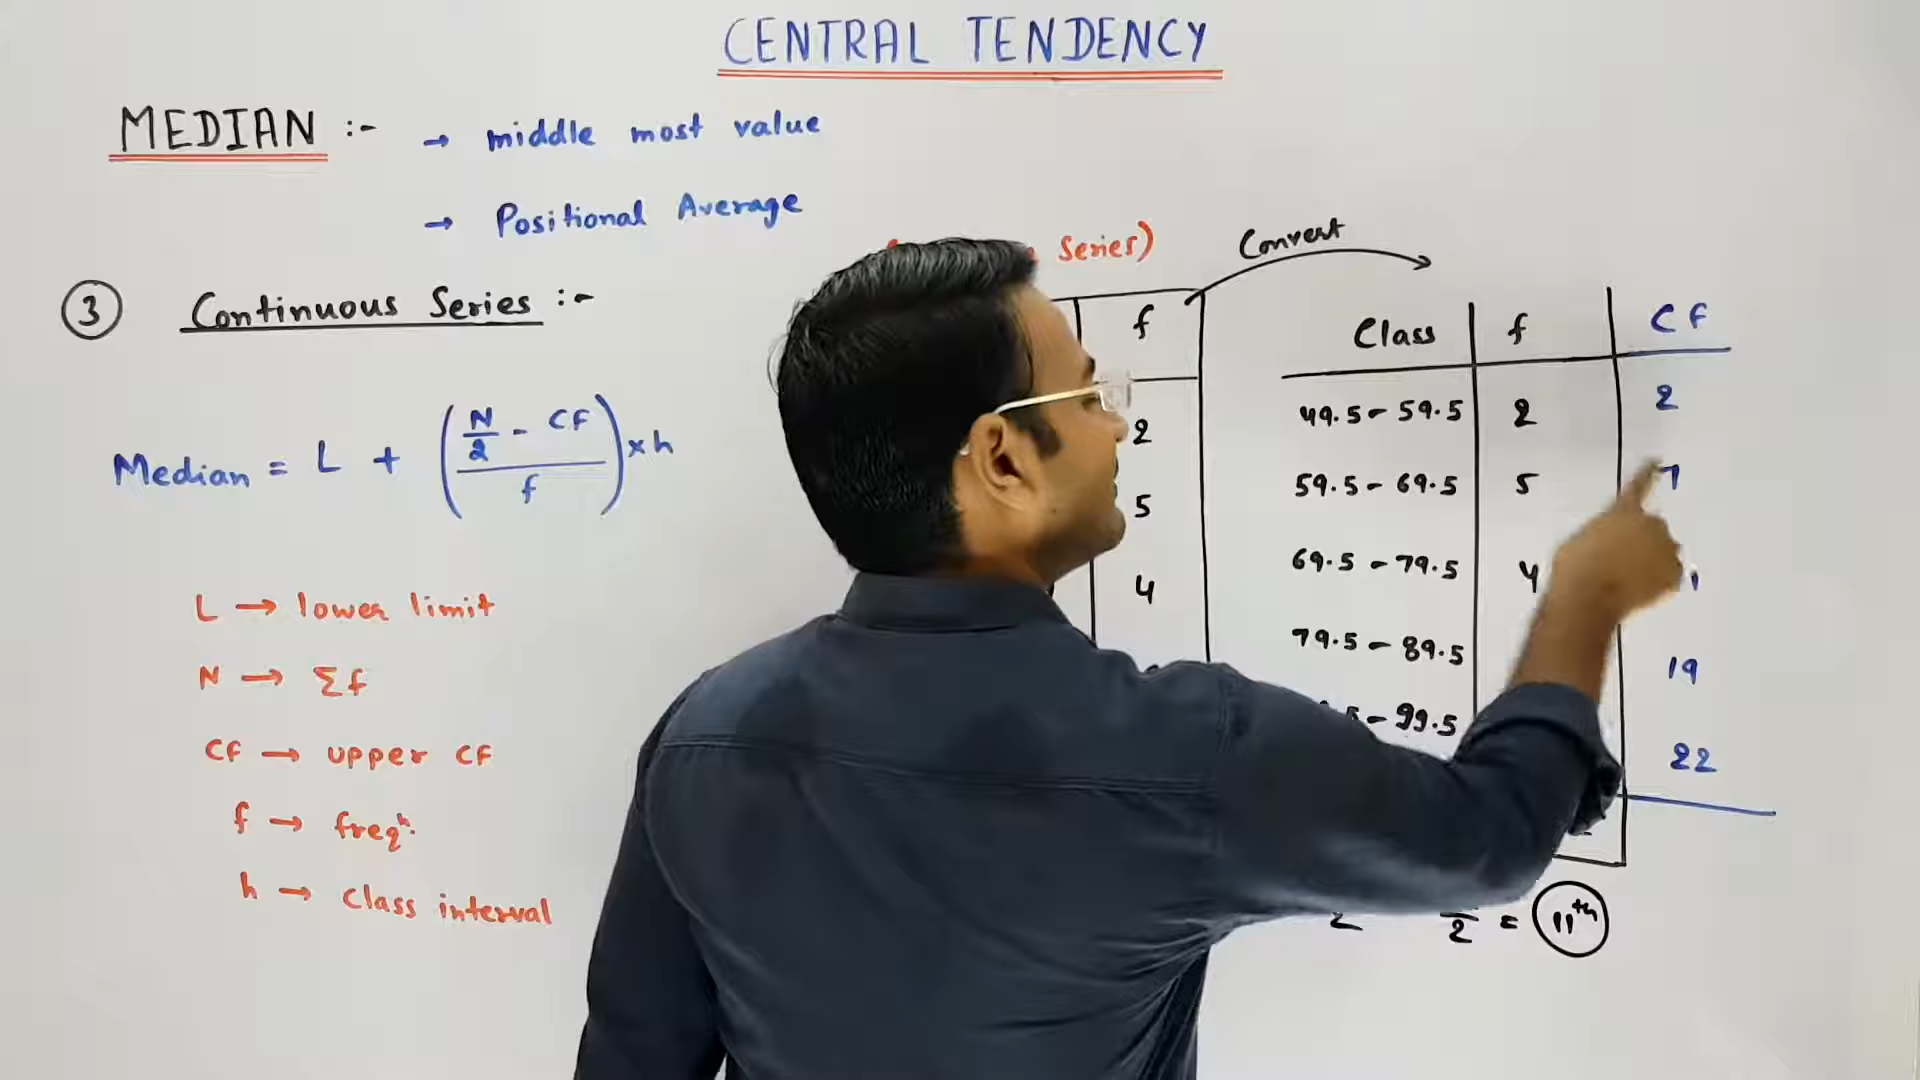 CENTRAL TENDENCY
MEDIAN :-
→ middle most value
→ Positional Average
③ Continuous Series :-
Median = L + ( (N/2 - CF) / f ) × h
L → lower limit
N → Σf
CF → upper CF
f → freqⁿ.
h → Class interval
Series)
f
2
5
4
Convert
Class f CF
49.5 - 59.5 2 2
59.5 - 69.5 5 7
69.5 - 79.5 4
79.5 - 89.5 19
- 99.5 22
2 2 = 11th